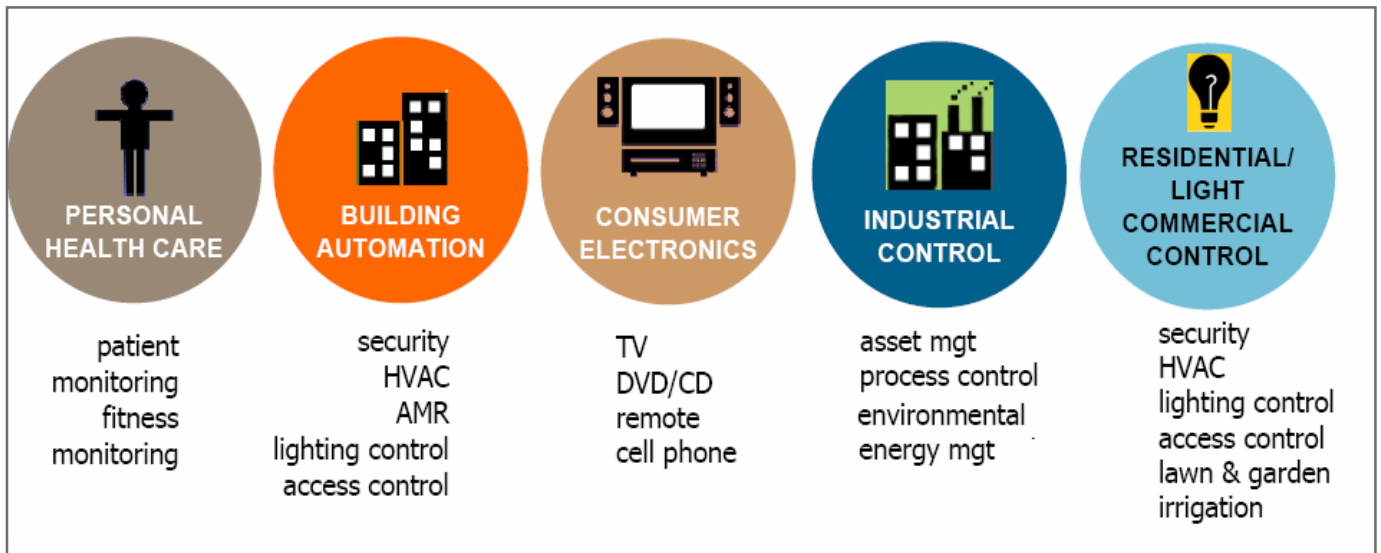 PERSONAL
HEALTH CARE
patient
monitoring
fitness
monitoring
BUILDING
AUTOMATION
security
HVAC
AMR
lighting control
access control
CONSUMER
ELECTRONICS
TV
DVD/CD
remote
cell phone
INDUSTRIAL
CONTROL
asset mgt
process control
environmental
energy mgt
RESIDENTIAL/
LIGHT
COMMERCIAL
CONTROL
security
HVAC
lighting control
access control
lawn & garden
irrigation